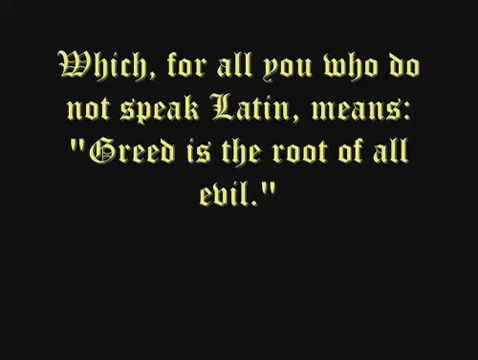 Which, for all you who do
not speak Latin, means:
"Greed is the root of all
evil."